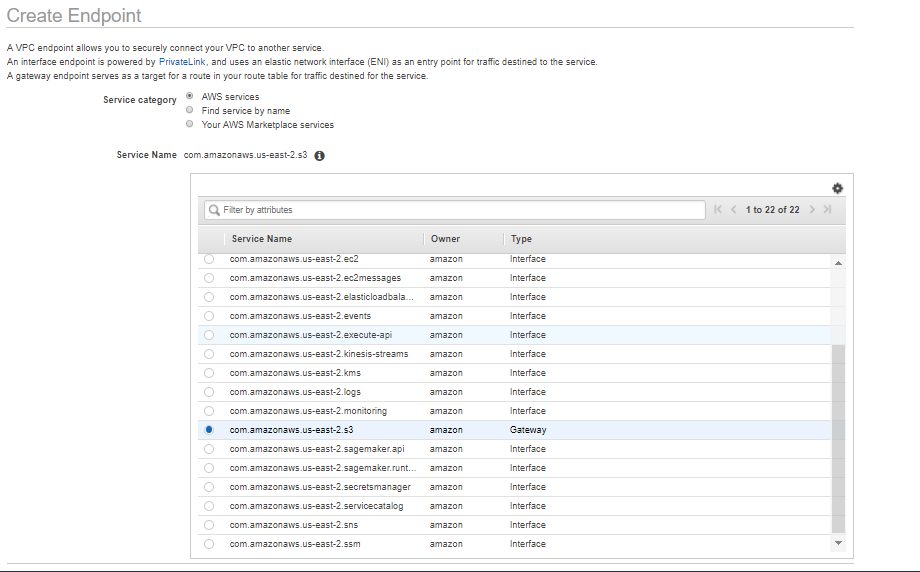 Create Endpoint
A VPC endpoint allows you to securely connect your VPC to another service.
An interface endpoint is powered by PrivateLink, and uses an elastic network interface (ENI) as an entry point for traffic destined to the service.
A gateway endpoint serves as a target for a route in your route table for traffic destined for the service.
Service category AWS services
Find service by name
Your AWS Marketplace services
Service Name com.amazonaws.us-east-2.s3
Filter by attributes 1 to 22 of 22
Service Name Owner Type
com.amazonaws.us-east-2.ec2 amazon Interface
com.amazonaws.us-east-2.ec2messages amazon Interface
com.amazonaws.us-east-2.elasticloadbala... amazon Interface
com.amazonaws.us-east-2.events amazon Interface
com.amazonaws.us-east-2.execute-api amazon Interface
com.amazonaws.us-east-2.kinesis-streams amazon Interface
com.amazonaws.us-east-2.kms amazon Interface
com.amazonaws.us-east-2.logs amazon Interface
com.amazonaws.us-east-2.monitoring amazon Interface
com.amazonaws.us-east-2.s3 amazon Gateway
com.amazonaws.us-east-2.sagemaker.api amazon Interface
com.amazonaws.us-east-2.sagemaker.runt... amazon Interface
com.amazonaws.us-east-2.secretsmanager amazon Interface
com.amazonaws.us-east-2.servicecatalog amazon Interface
com.amazonaws.us-east-2.sns amazon Interface
com.amazonaws.us-east-2.ssm amazon Interface